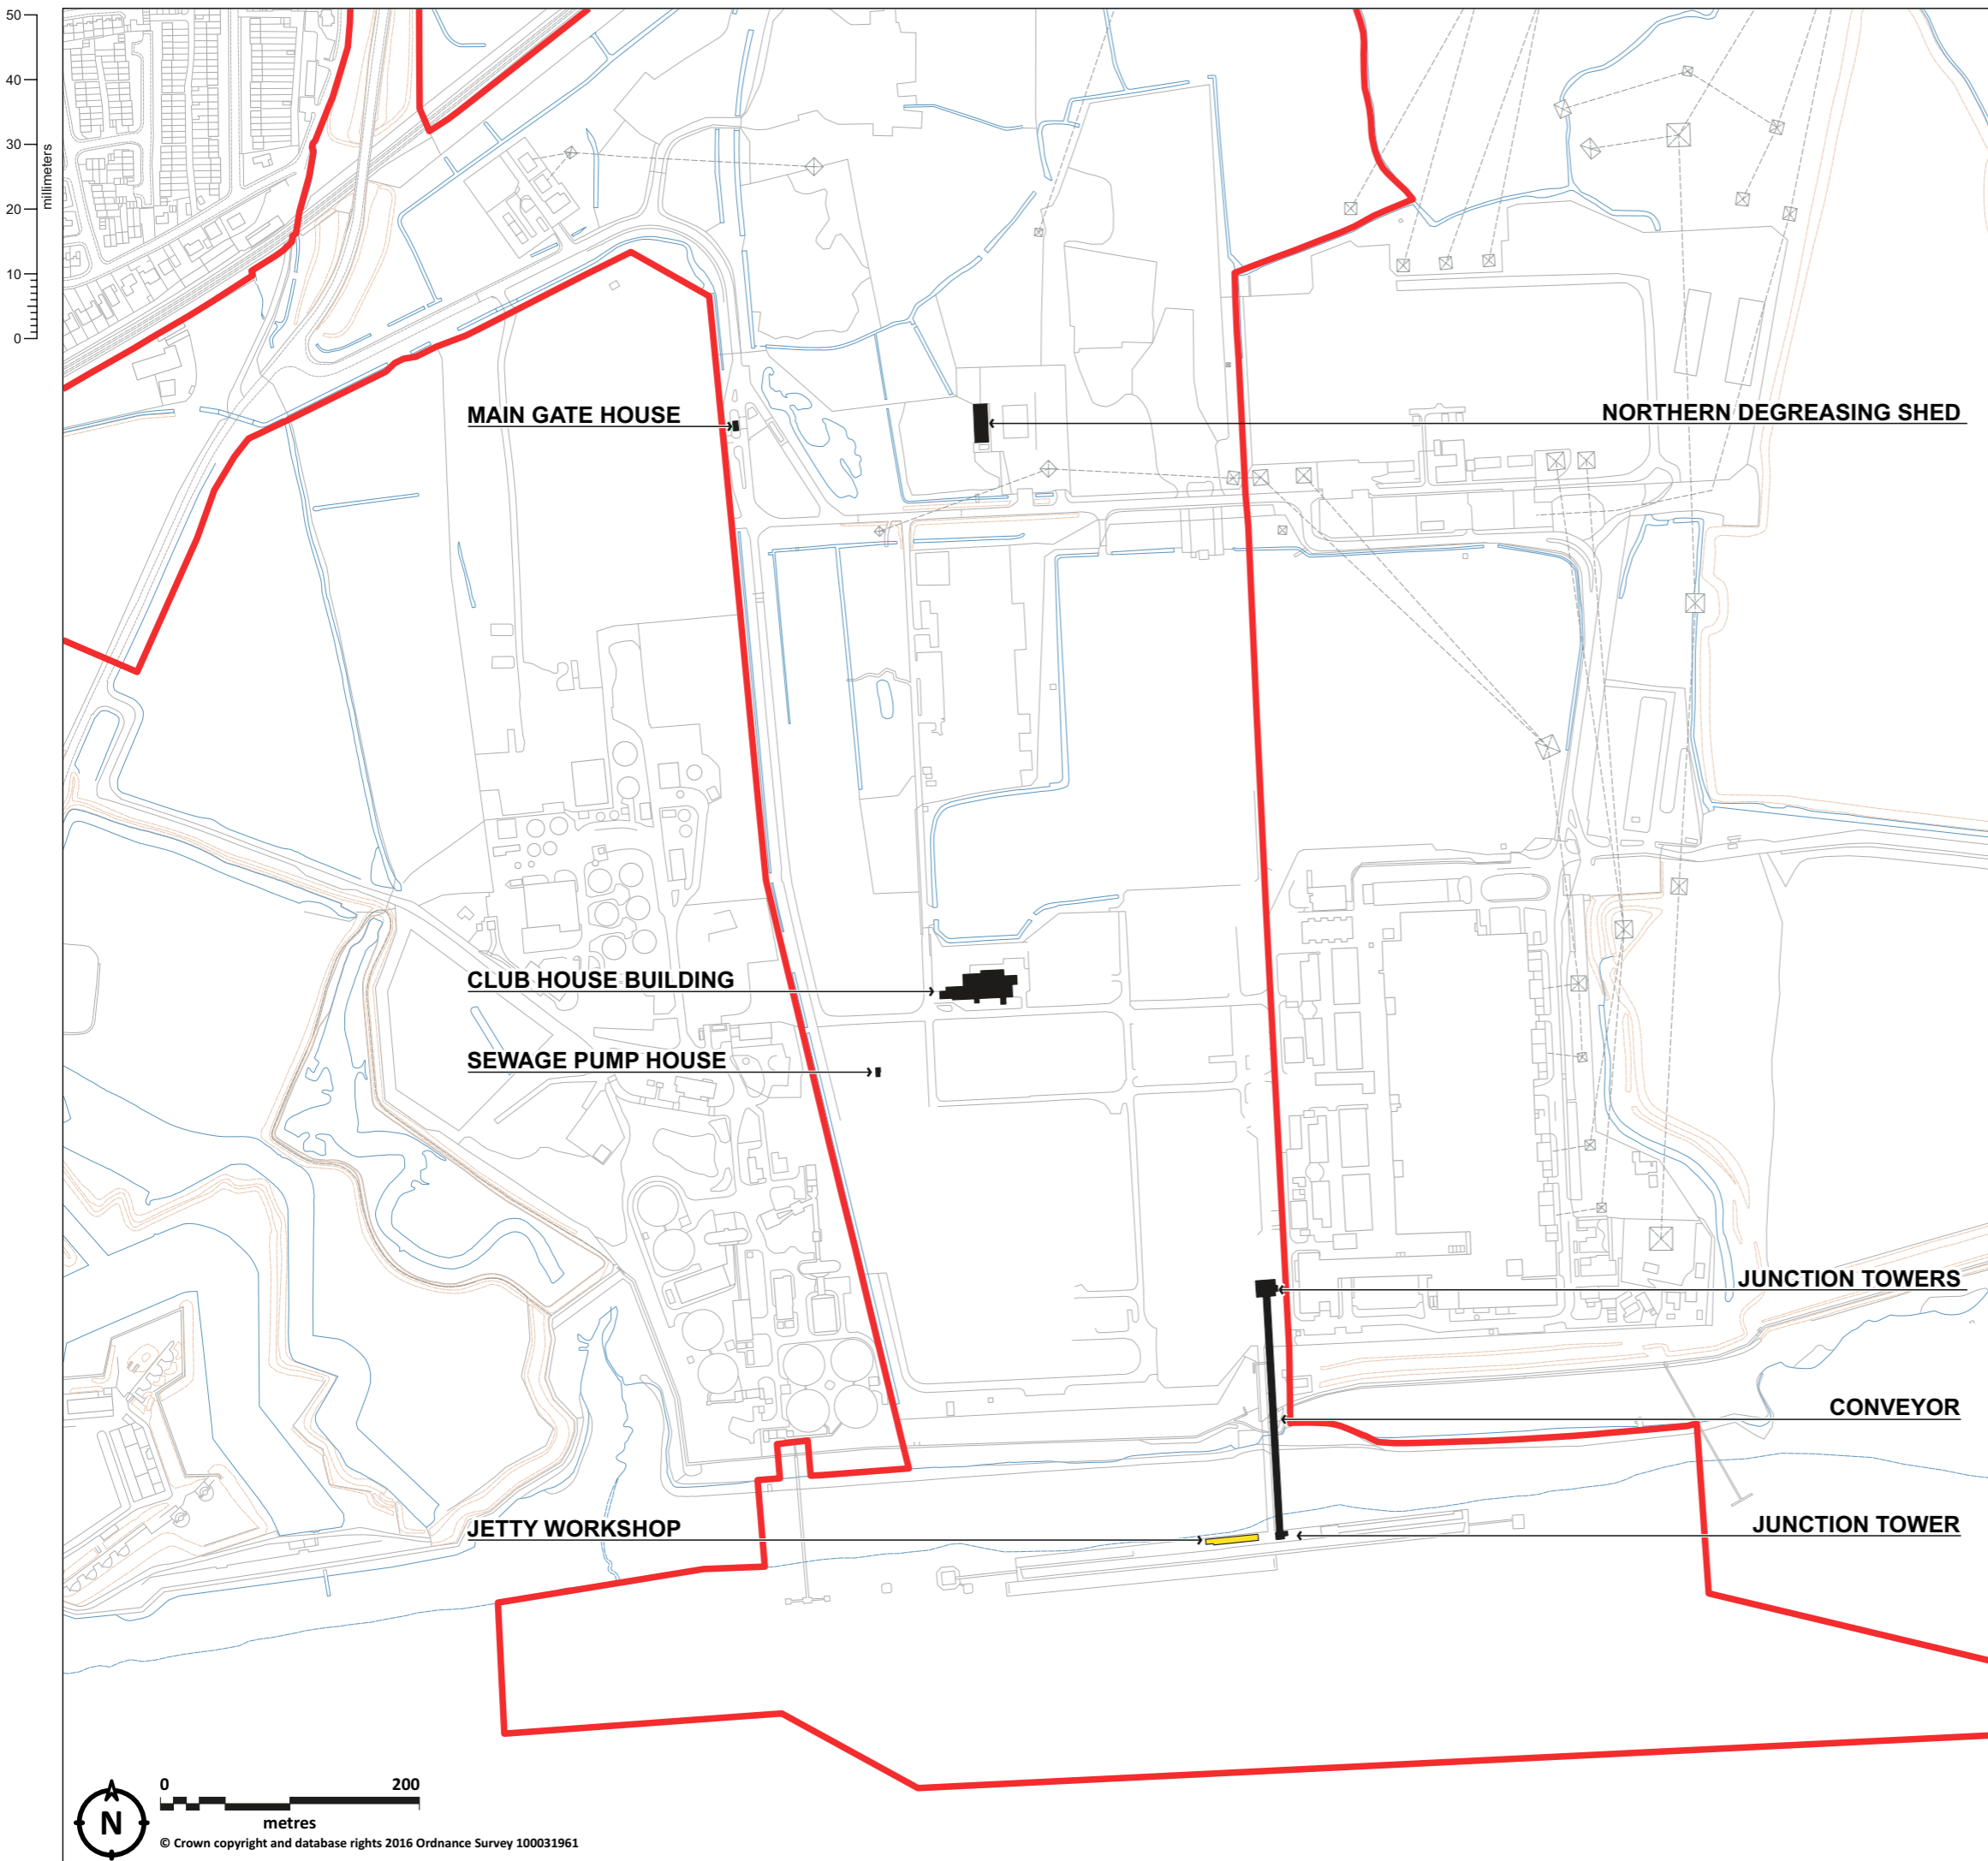 50
40
30
20
10
0
millimeters
MAIN GATE HOUSE
NORTHERN DEGREASING SHED
CLUB HOUSE BUILDING
SEWAGE PUMP HOUSE
JUNCTION TOWERS
CONVEYOR
JETTY WORKSHOP
JUNCTION TOWER
N
0 200
metres
© Crown copyright and database rights 2016 Ordnance Survey 100031961